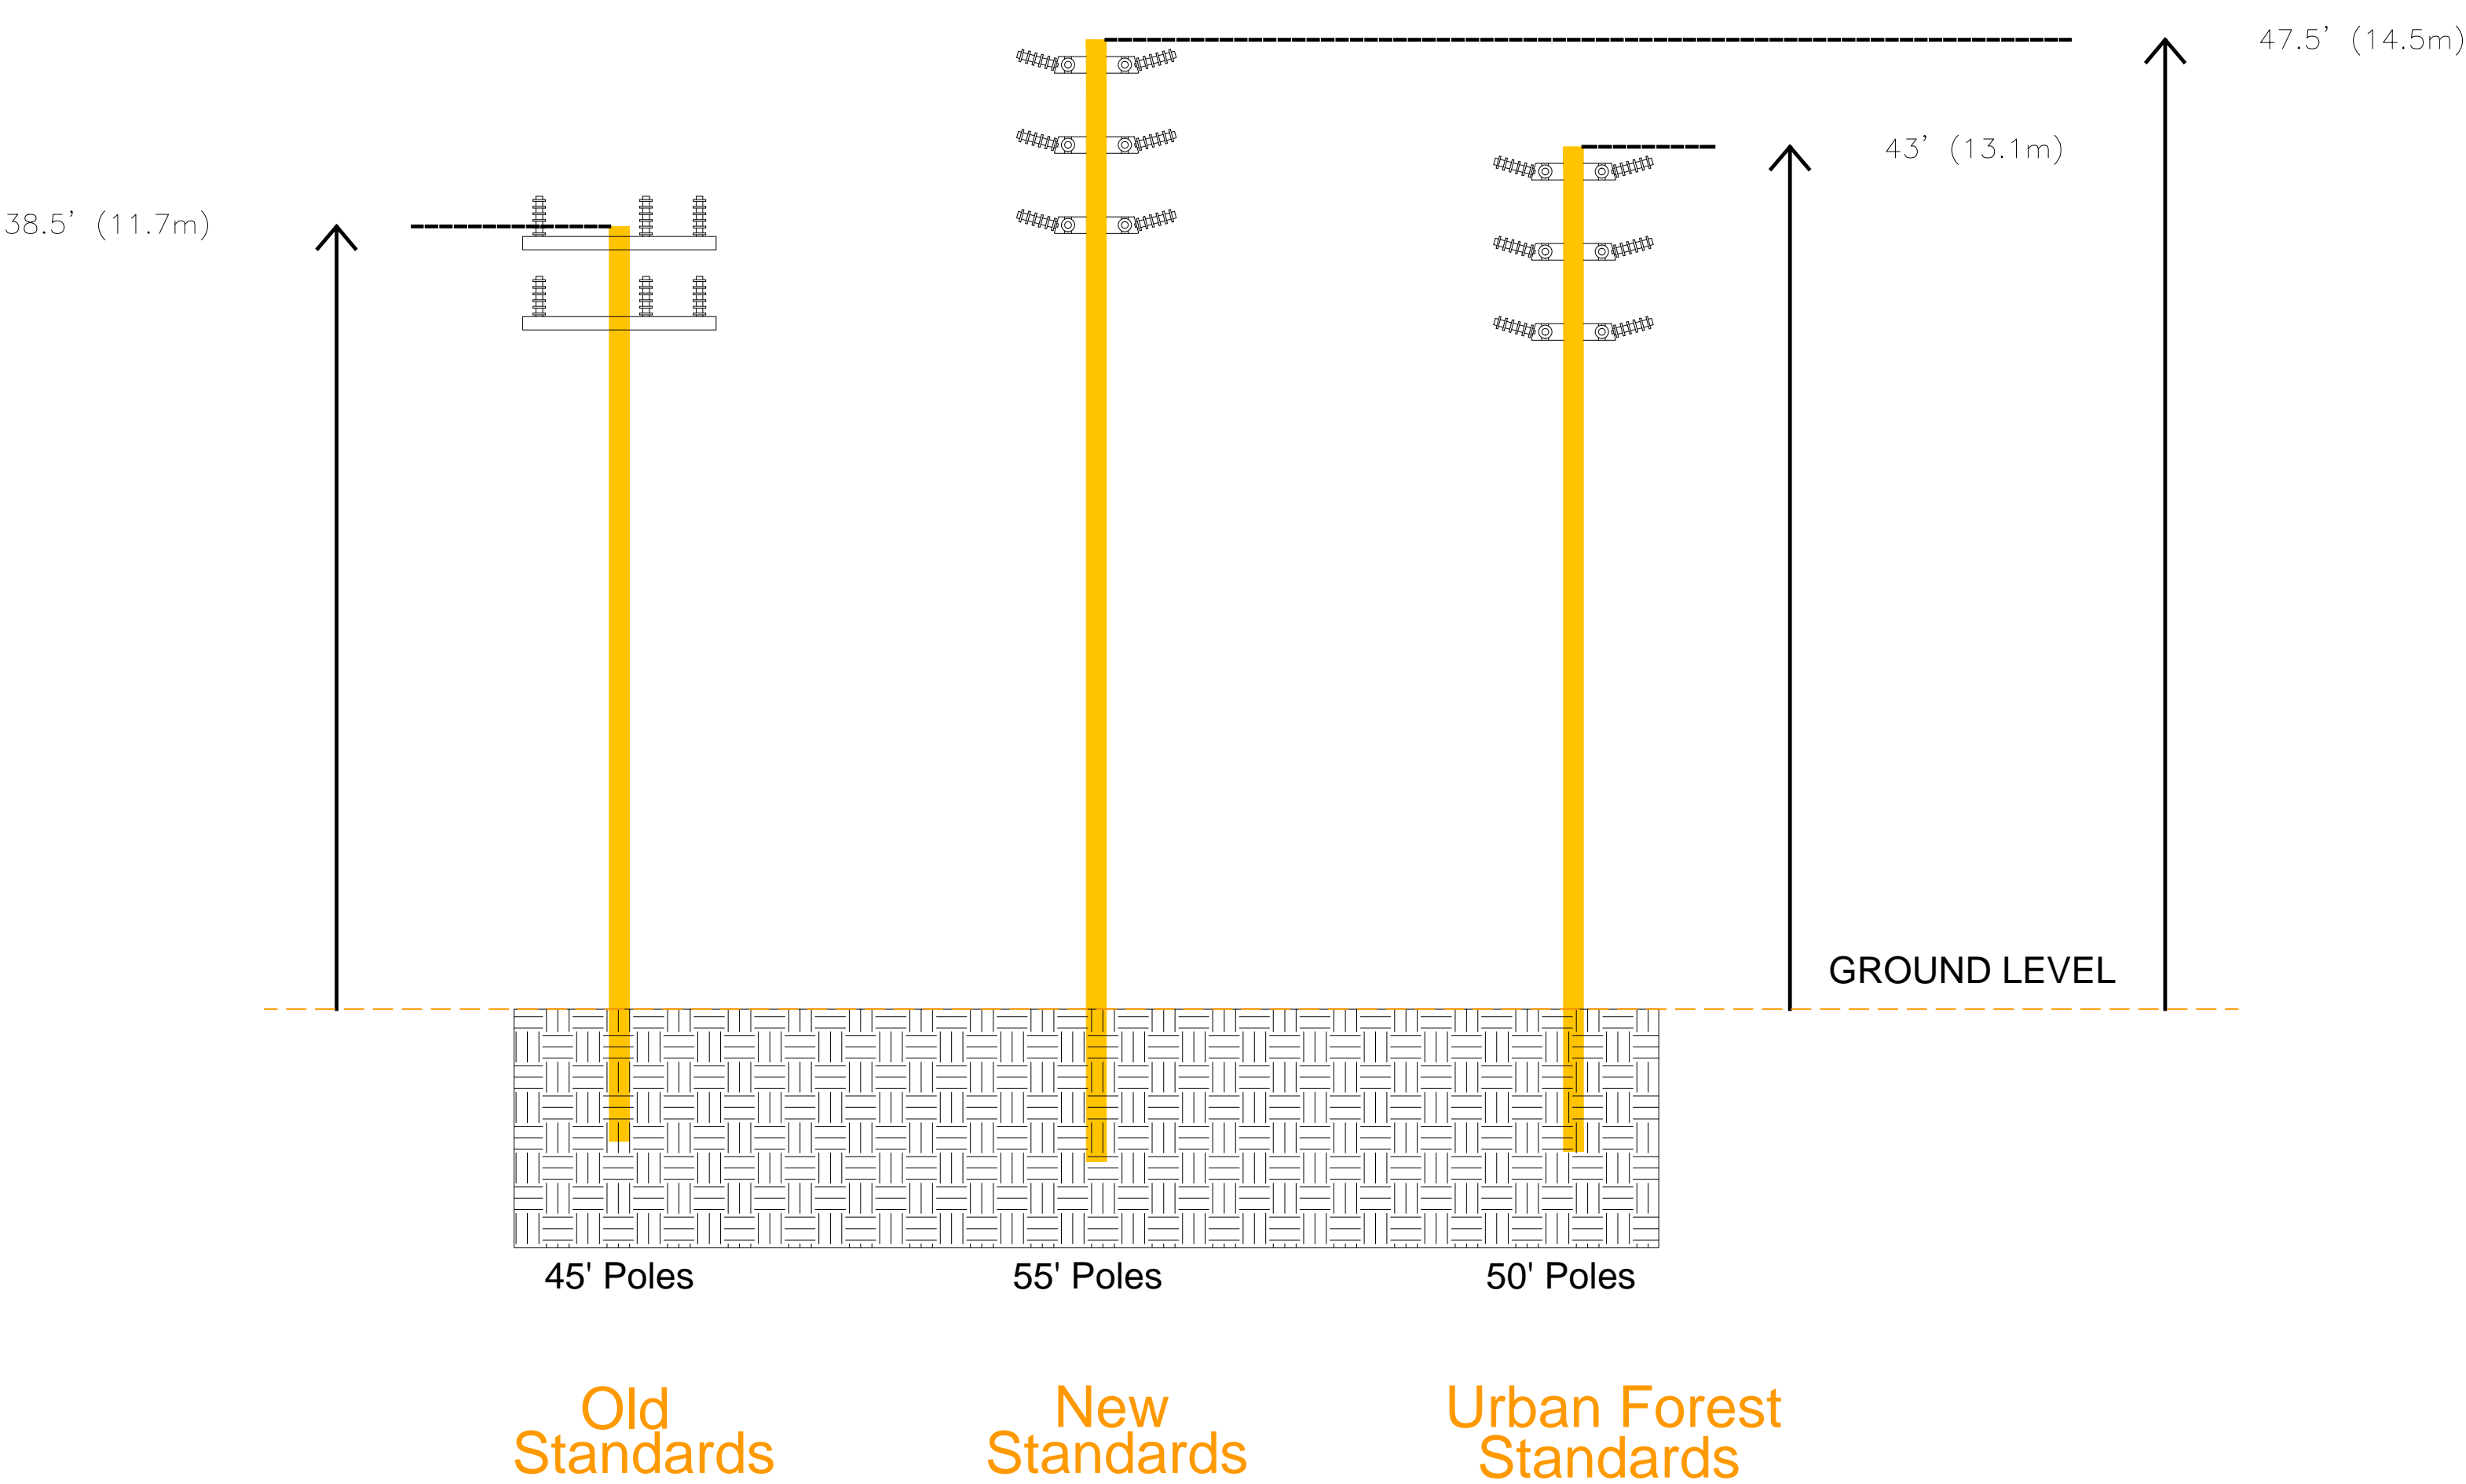 47.5' (14.5m)
43' (13.1m)
38.5' (11.7m)
GROUND LEVEL
45' Poles
55' Poles
50' Poles
Old
Standards
New
Standards
Urban Forest
Standards